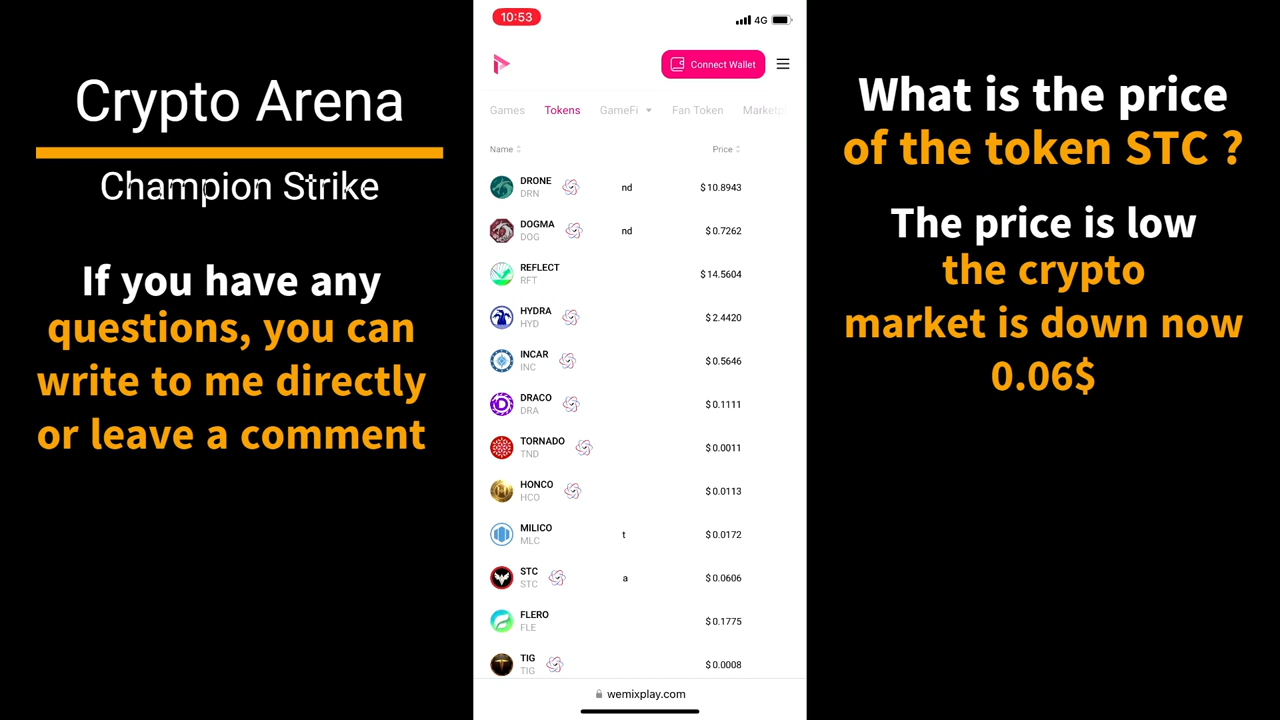 Crypto Arena
Champion Strike
If you have any
questions, you can
write to me directly
or leave a comment
10:53
4G
Connect Wallet
Games Tokens GameFi Fan Token Marketpl
Name Price
DRONE
DRN
nd
$10.8943
DOGMA
DOG
nd
$0.7262
REFLECT
RFT
$14.5604
HYDRA
HYD
$2.4420
INCAR
INC
$0.5646
DRACO
DRA
$0.1111
TORNADO
TND
$0.0011
HONCO
HCO
$0.0113
MILICO
MLC
t
$0.0172
STC
STC
a
$0.0606
FLERO
FLE
$0.1775
TIG
TIG
$0.0008
wemixplay.com
What is the price
of the token STC ?
The price is low
the crypto
market is down now
0.06$